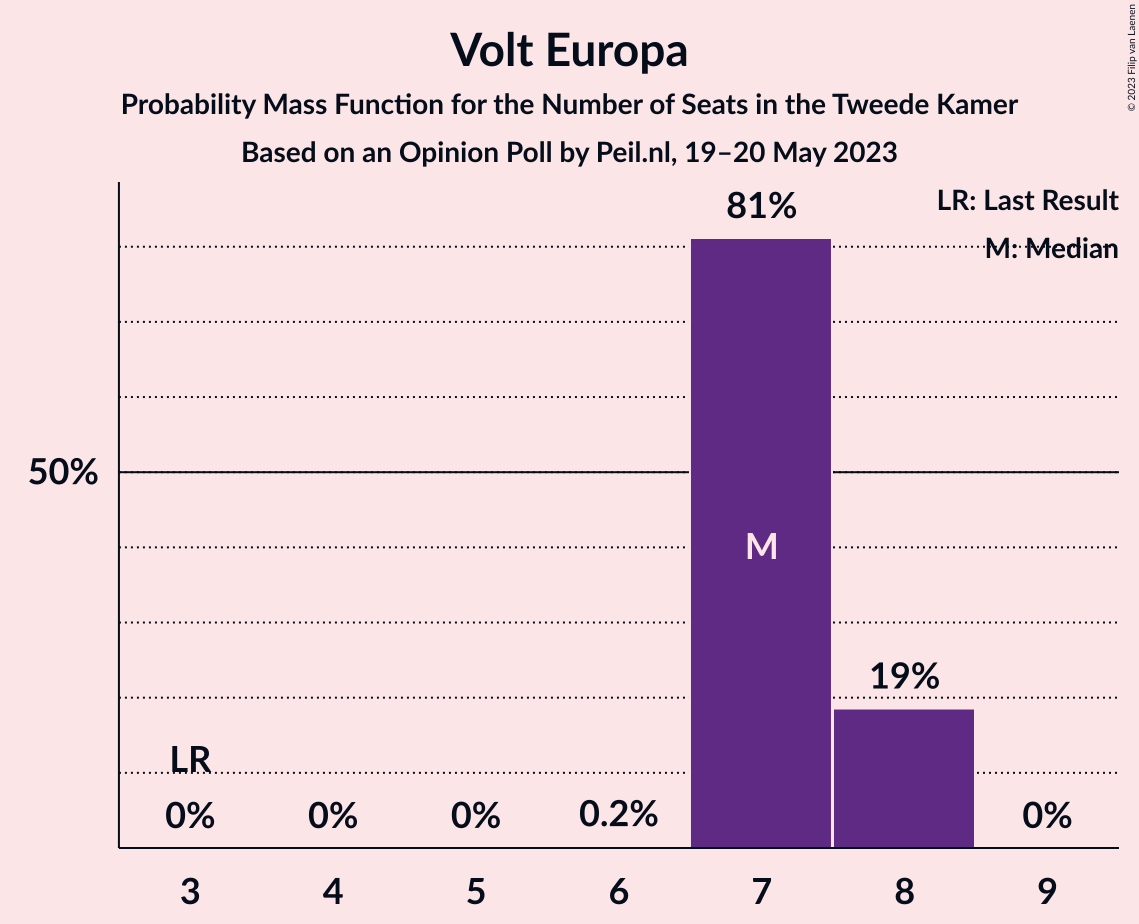 Volt Europa
Probability Mass Function for the Number of Seats in the Tweede Kamer
Based on an Opinion Poll by Peil.nl, 19–20 May 2023
© 2023 Filip van Laenen
LR: Last Result
M: Median
81%
50%
M
19%
LR
0%
0%
0%
0.2%
0%
3
4
5
6
7
8
9